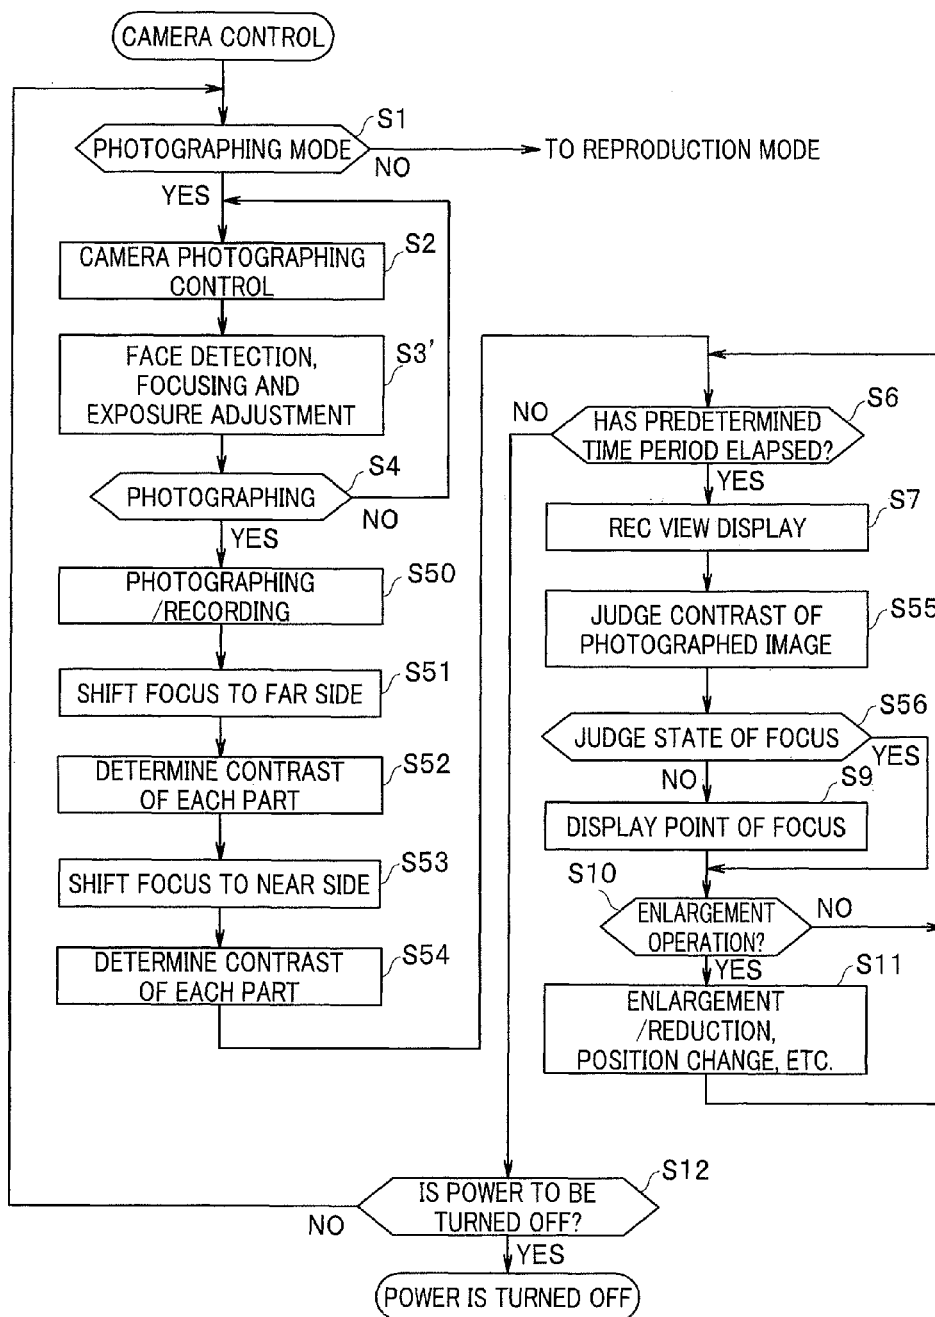 CAMERA CONTROL
S1
PHOTOGRAPHING MODE
NO
TO REPRODUCTION MODE
YES
S2
CAMERA PHOTOGRAPHING
CONTROL
S3'
FACE DETECTION,
FOCUSING AND
EXPOSURE ADJUSTMENT
S4
PHOTOGRAPHING
NO
YES
S50
PHOTOGRAPHING
/RECORDING
S51
SHIFT FOCUS TO FAR SIDE
S52
DETERMINE CONTRAST
OF EACH PART
S53
SHIFT FOCUS TO NEAR SIDE
S54
DETERMINE CONTRAST
OF EACH PART
S6
NO
HAS PREDETERMINED
TIME PERIOD ELAPSED?
YES
S7
REC VIEW DISPLAY
S55
JUDGE CONTRAST OF
PHOTOGRAPHED IMAGE
S56
JUDGE STATE OF FOCUS
YES
NO
S9
DISPLAY POINT OF FOCUS
S10
ENLARGEMENT
OPERATION?
NO
YES
S11
ENLARGEMENT
/REDUCTION,
POSITION CHANGE, ETC.
S12
IS POWER TO BE
TURNED OFF?
NO
YES
POWER IS TURNED OFF